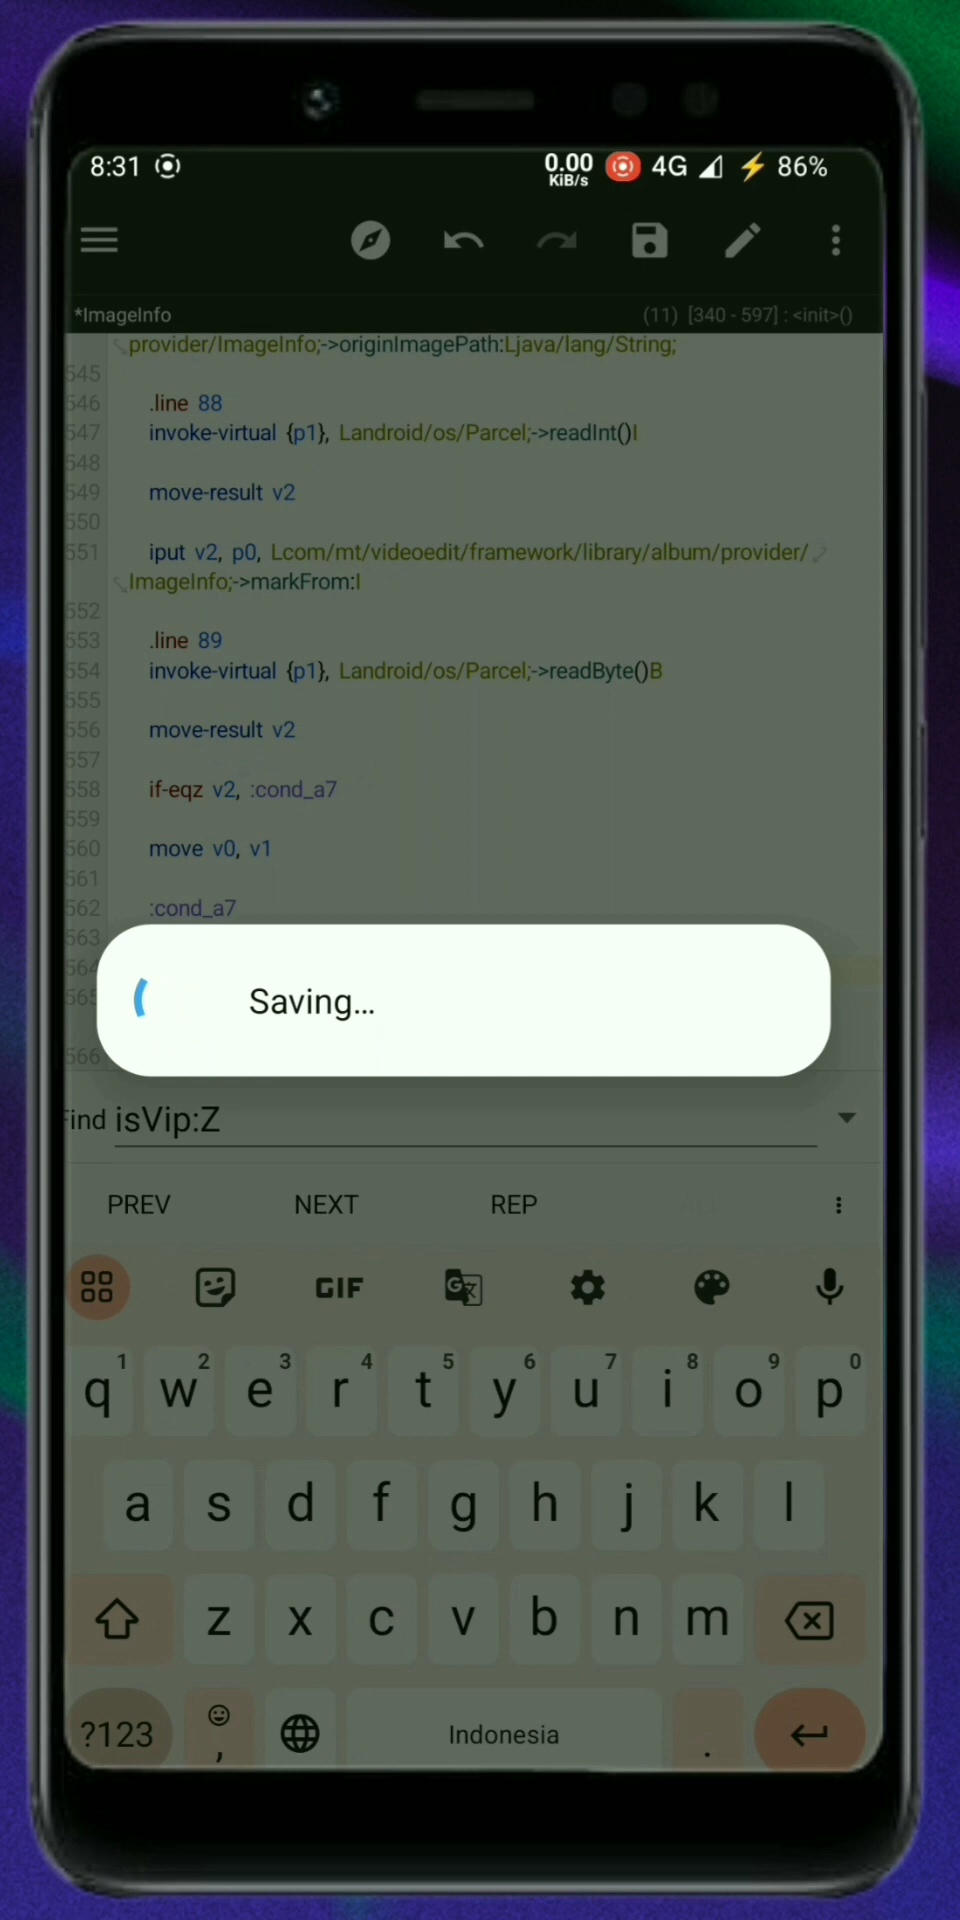 8:31 0.00 KiB/s 4G 86%
*ImageInfo (11) [340 - 597] : <init>()
provider/ImageInfo;->originImagePath:Ljava/lang/String;
545
546 .line 88
547 invoke-virtual {p1}, Landroid/os/Parcel;->readInt()I
548
549 move-result v2
550
551 iput v2, p0, Lcom/mt/videoedit/framework/library/album/provider/
ImageInfo;->markFrom:I
552
553 .line 89
554 invoke-virtual {p1}, Landroid/os/Parcel;->readByte()B
555
556 move-result v2
557
558 if-eqz v2, :cond_a7
559
560 move v0, v1
561
562 :cond_a7
563
564
565
Saving...
566
Find isVip:Z
PREV NEXT REP
GIF
1 2 3 4 5 6 7 8 9 0
q w e r t y u i o p
a s d f g h j k l
z x c v b n m
?123 , Indonesia .